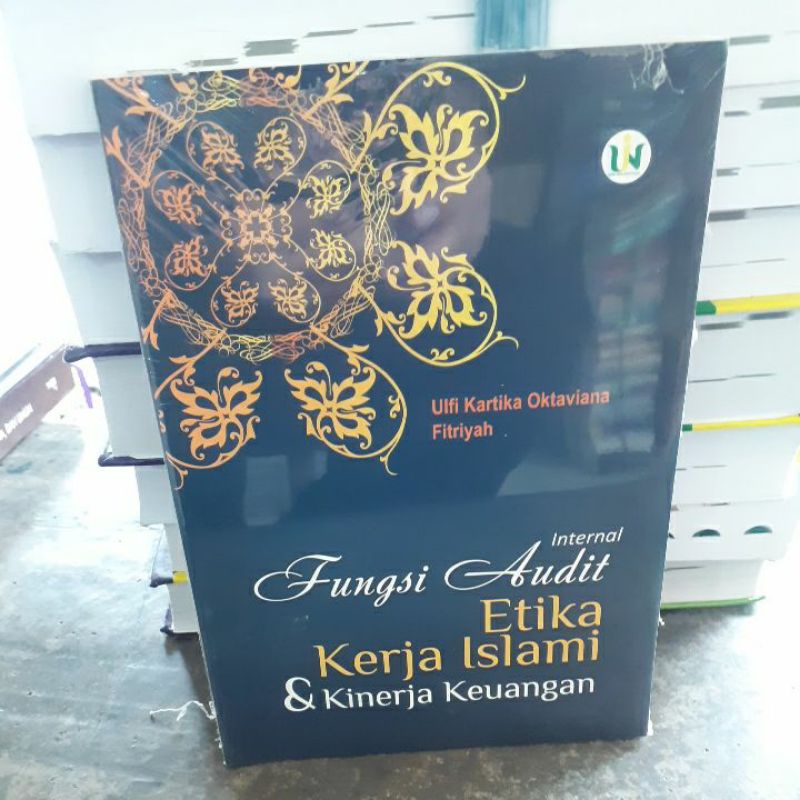 Ulfi Kartika Oktaviana
Fitriyah
Internal
Fungsi Audit
Etika
Kerja Islami
& Kinerja Keuangan